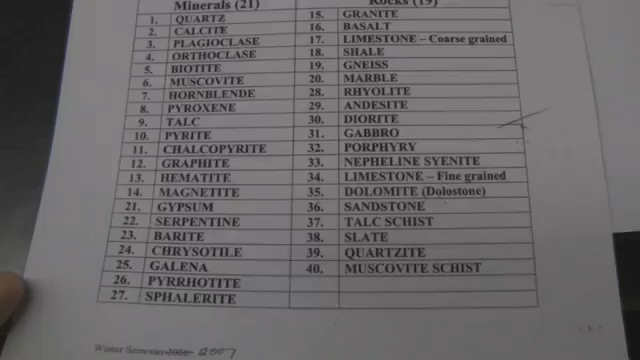 Minerals (21) Rocks (19)
1. QUARTZ 15. GRANITE
2. CALCITE 16. BASALT
3. PLAGIOCLASE 17. LIMESTONE – Coarse grained
4. ORTHOCLASE 18. SHALE
5. BIOTITE 19. GNEISS
6. MUSCOVITE 20. MARBLE
7. HORNBLENDE 28. RHYOLITE
8. PYROXENE 29. ANDESITE
9. TALC 30. DIORITE
10. PYRITE 31. GABBRO
11. CHALCOPYRITE 32. PORPHYRY
12. GRAPHITE 33. NEPHELINE SYENITE
13. HEMATITE 34. LIMESTONE – Fine grained
14. MAGNETITE 35. DOLOMITE (Dolostone)
21. GYPSUM 36. SANDSTONE
22. SERPENTINE 37. TALC SCHIST
23. BARITE 38. SLATE
24. CHRYSOTILE 39. QUARTZITE
25. GALENA 40. MUSCOVITE SCHIST
26. PYRRHOTITE
27. SPHALERITE
Winter Semester 2006 2007